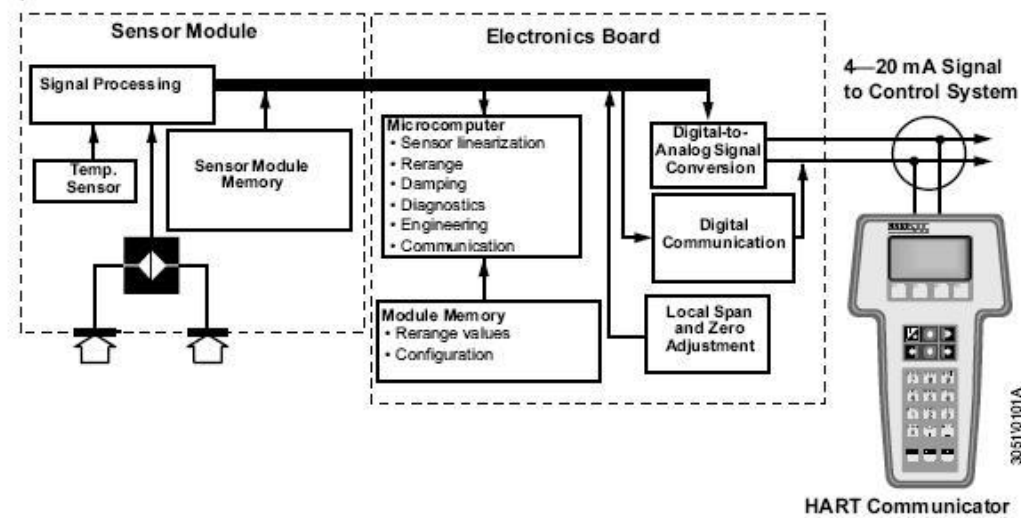 Sensor Module
Electronics Board
4—20 mA Signal
to Control System
Signal Processing
Temp.
Sensor
Sensor Module
Memory
Microcomputer
• Sensor linearization
• Rerange
• Damping
• Diagnostics
• Engineering
• Communication
Digital-to-
Analog Signal
Conversion
Digital
Communication
Module Memory
• Rerange values
• Configuration
Local Span
and Zero
Adjustment
HART Communicator